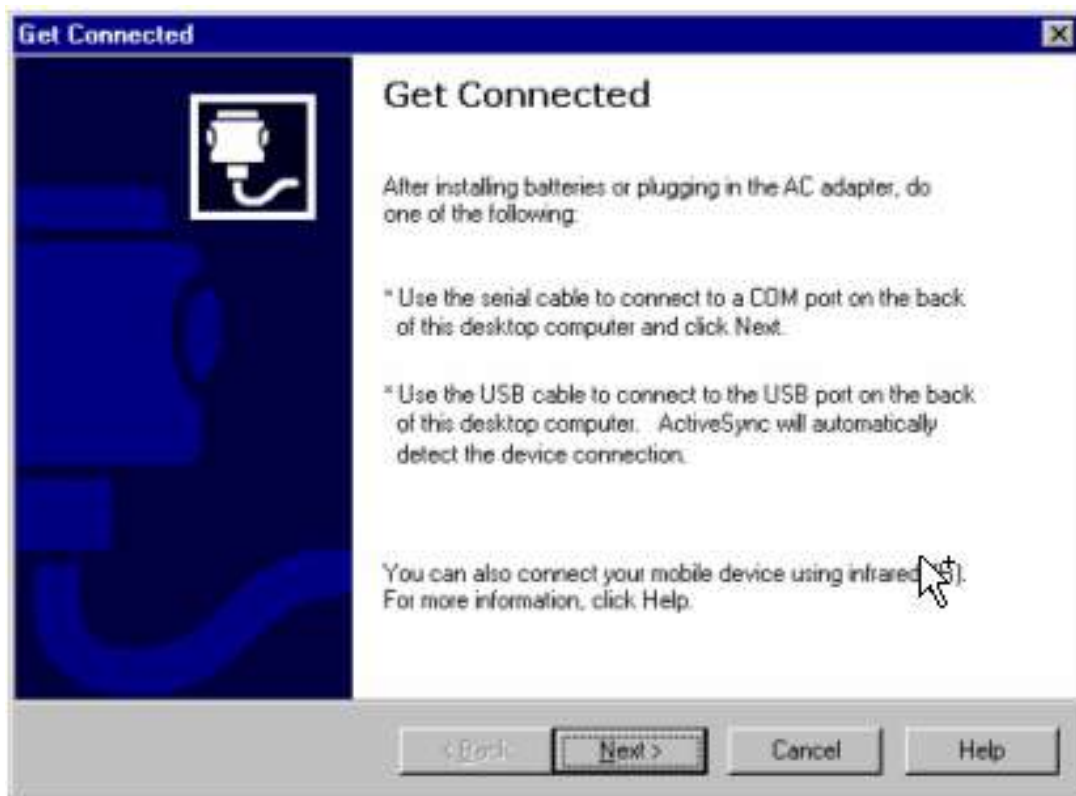 Get Connected
Get Connected
After installing batteries or plugging in the AC adapter, do
one of the following:
* Use the serial cable to connect to a COM port on the back
of this desktop computer and click Next.
* Use the USB cable to connect to the USB port on the back
of this desktop computer. ActiveSync will automatically
detect the device connection.
You can also connect your mobile device using infrared
For more information, click Help.
< Back Next > Cancel Help